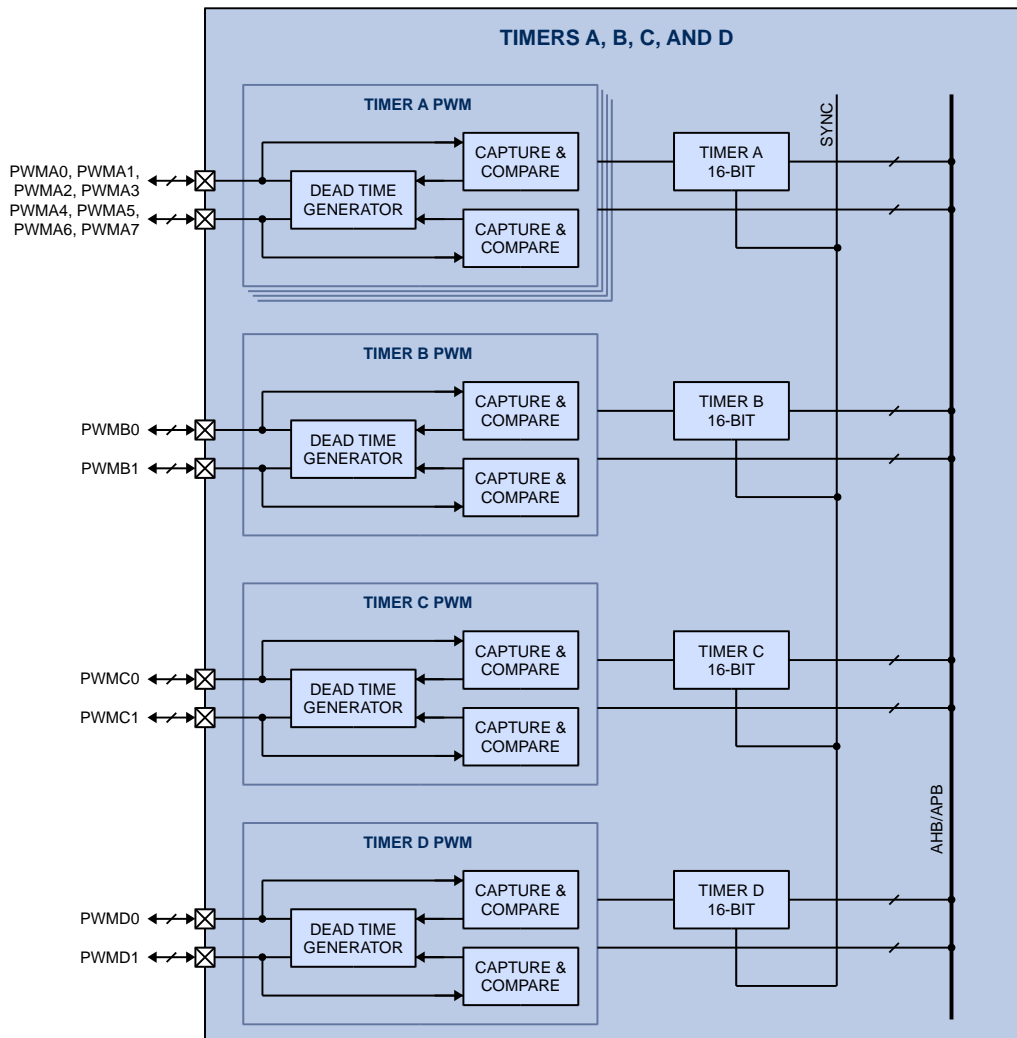 TIMERS A, B, C, AND D
TIMER A PWM
SYNC
PWMA0, PWMA1,
PWMA2, PWMA3
PWMA4, PWMA5,
PWMA6, PWMA7
DEAD TIME
GENERATOR
CAPTURE &
COMPARE
CAPTURE &
COMPARE
TIMER A
16-BIT
TIMER B PWM
PWMB0
PWMB1
DEAD TIME
GENERATOR
CAPTURE &
COMPARE
CAPTURE &
COMPARE
TIMER B
16-BIT
TIMER C PWM
PWMC0
PWMC1
DEAD TIME
GENERATOR
CAPTURE &
COMPARE
CAPTURE &
COMPARE
TIMER C
16-BIT
AHB/APB
TIMER D PWM
PWMD0
PWMD1
DEAD TIME
GENERATOR
CAPTURE &
COMPARE
CAPTURE &
COMPARE
TIMER D
16-BIT